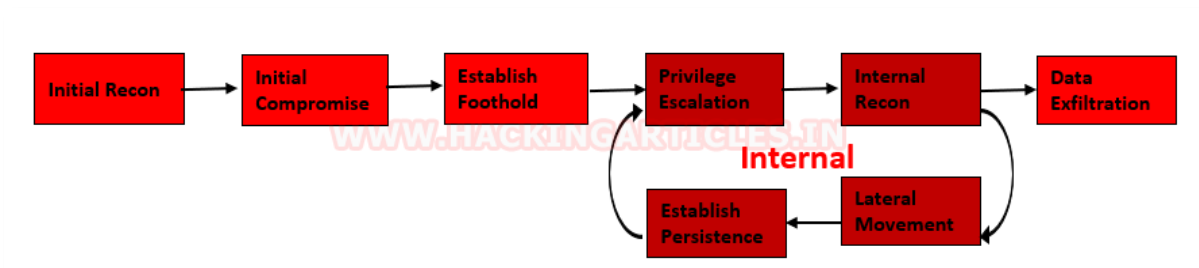 Initial Recon
Initial
Compromise
Establish
Foothold
Privilege
Escalation
Internal
Recon
Data
Exfiltration
WWW.HACKINGARTICLES.IN
Internal
Lateral
Movement
Establish
Persistence